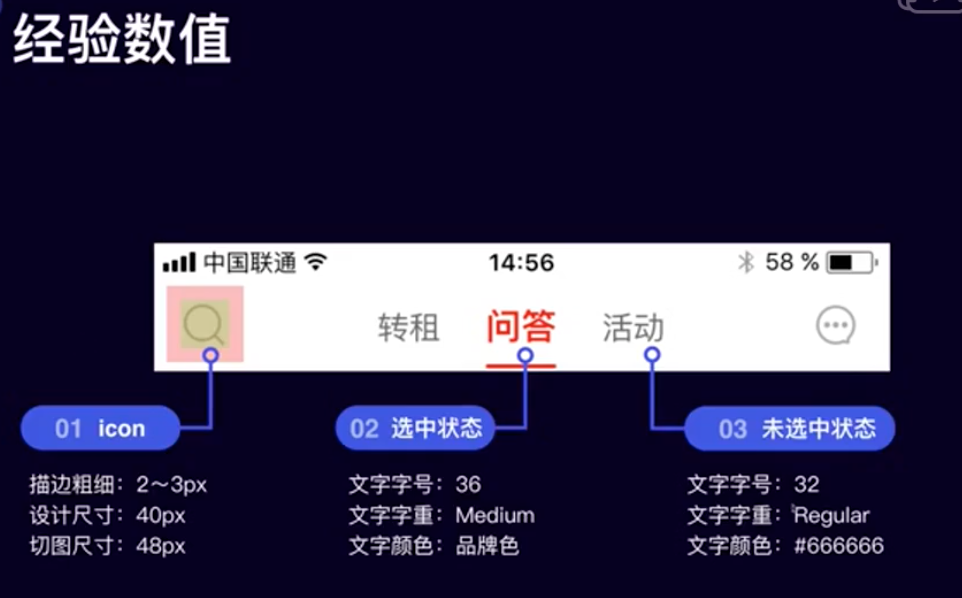 经验数值
中国联通 14:56 58 %
转租 问答 活动
01 icon
描边粗细：2～3px
设计尺寸：40px
切图尺寸：48px
02 选中状态
文字字号：36
文字字重：Medium
文字颜色：品牌色
03 未选中状态
文字字号：32
文字字重：Regular
文字颜色：#666666